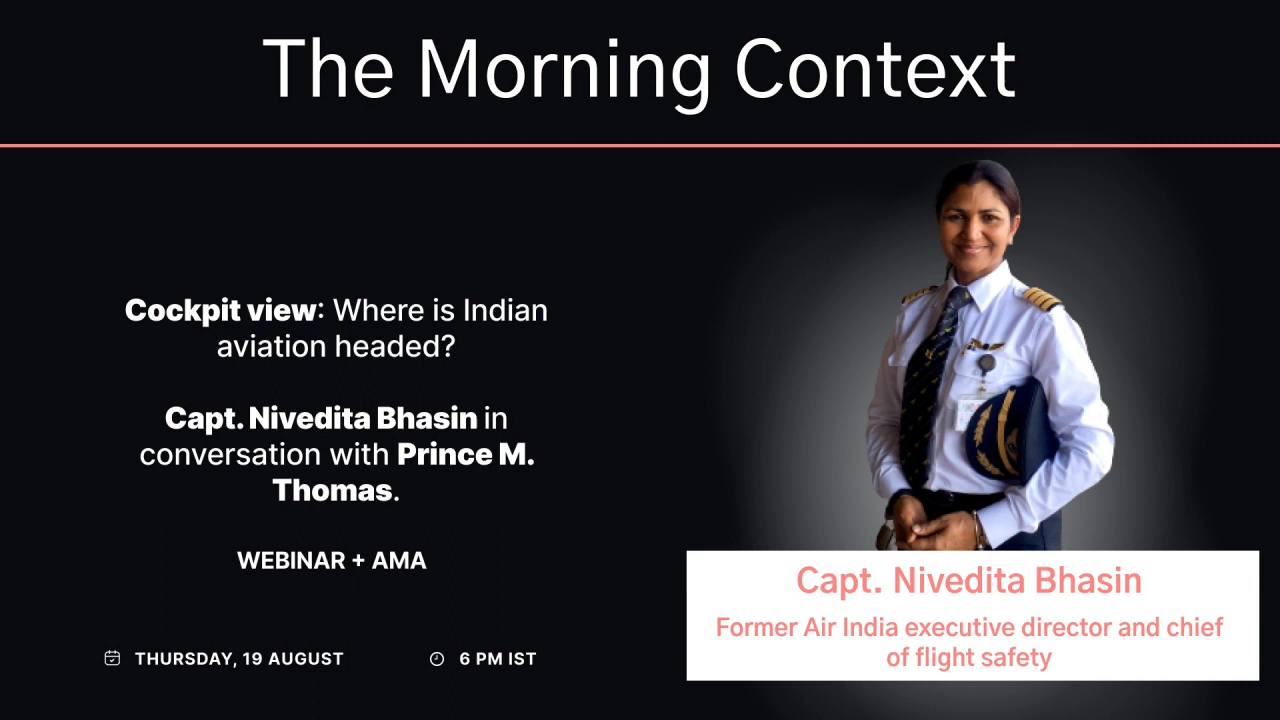 The Morning Context
Cockpit view: Where is Indian
aviation headed?
Capt. Nivedita Bhasin in
conversation with Prince M.
Thomas.
WEBINAR + AMA
THURSDAY, 19 AUGUST
6 PM IST
Capt. Nivedita Bhasin
Former Air India executive director and chief
of flight safety